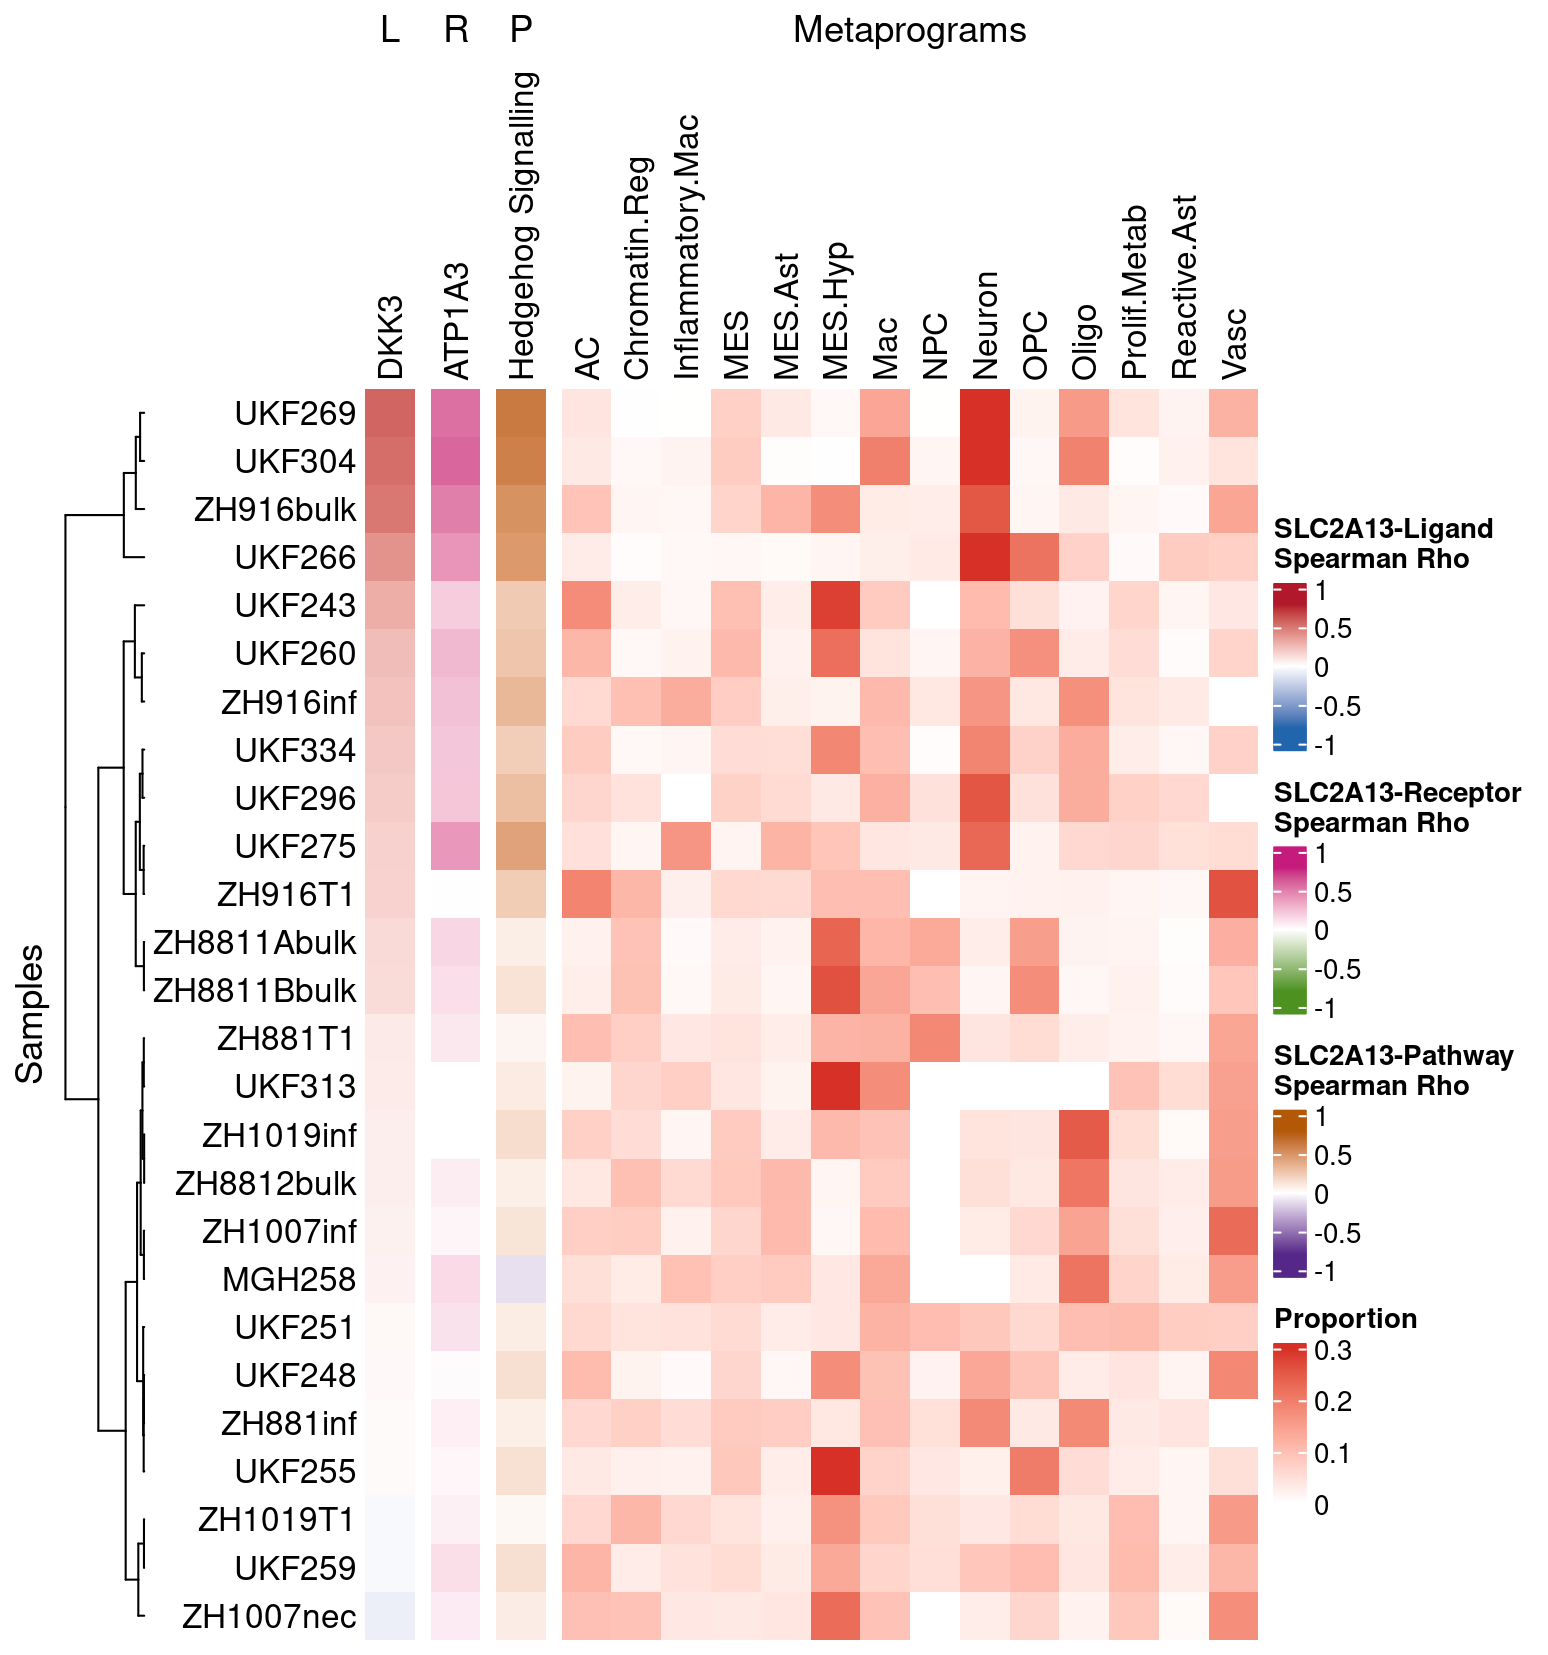 L R P Metaprograms
DKK3
ATP1A3
Hedgehog Signalling
AC
Chromatin.Reg
Inflammatory.Mac
MES
MES.Ast
MES.Hyp
Mac
NPC
Neuron
OPC
Oligo
Prolif.Metab
Reactive.Ast
Vasc
Samples
UKF269
UKF304
ZH916bulk
UKF266
UKF243
UKF260
ZH916inf
UKF334
UKF296
UKF275
ZH916T1
ZH8811Abulk
ZH8811Bbulk
ZH881T1
UKF313
ZH1019inf
ZH8812bulk
ZH1007inf
MGH258
UKF251
UKF248
ZH881inf
UKF255
ZH1019T1
UKF259
ZH1007nec
SLC2A13-Ligand
Spearman Rho
1
0.5
0
-0.5
-1
SLC2A13-Receptor
Spearman Rho
1
0.5
0
-0.5
-1
SLC2A13-Pathway
Spearman Rho
1
0.5
0
-0.5
-1
Proportion
0.3
0.2
0.1
0